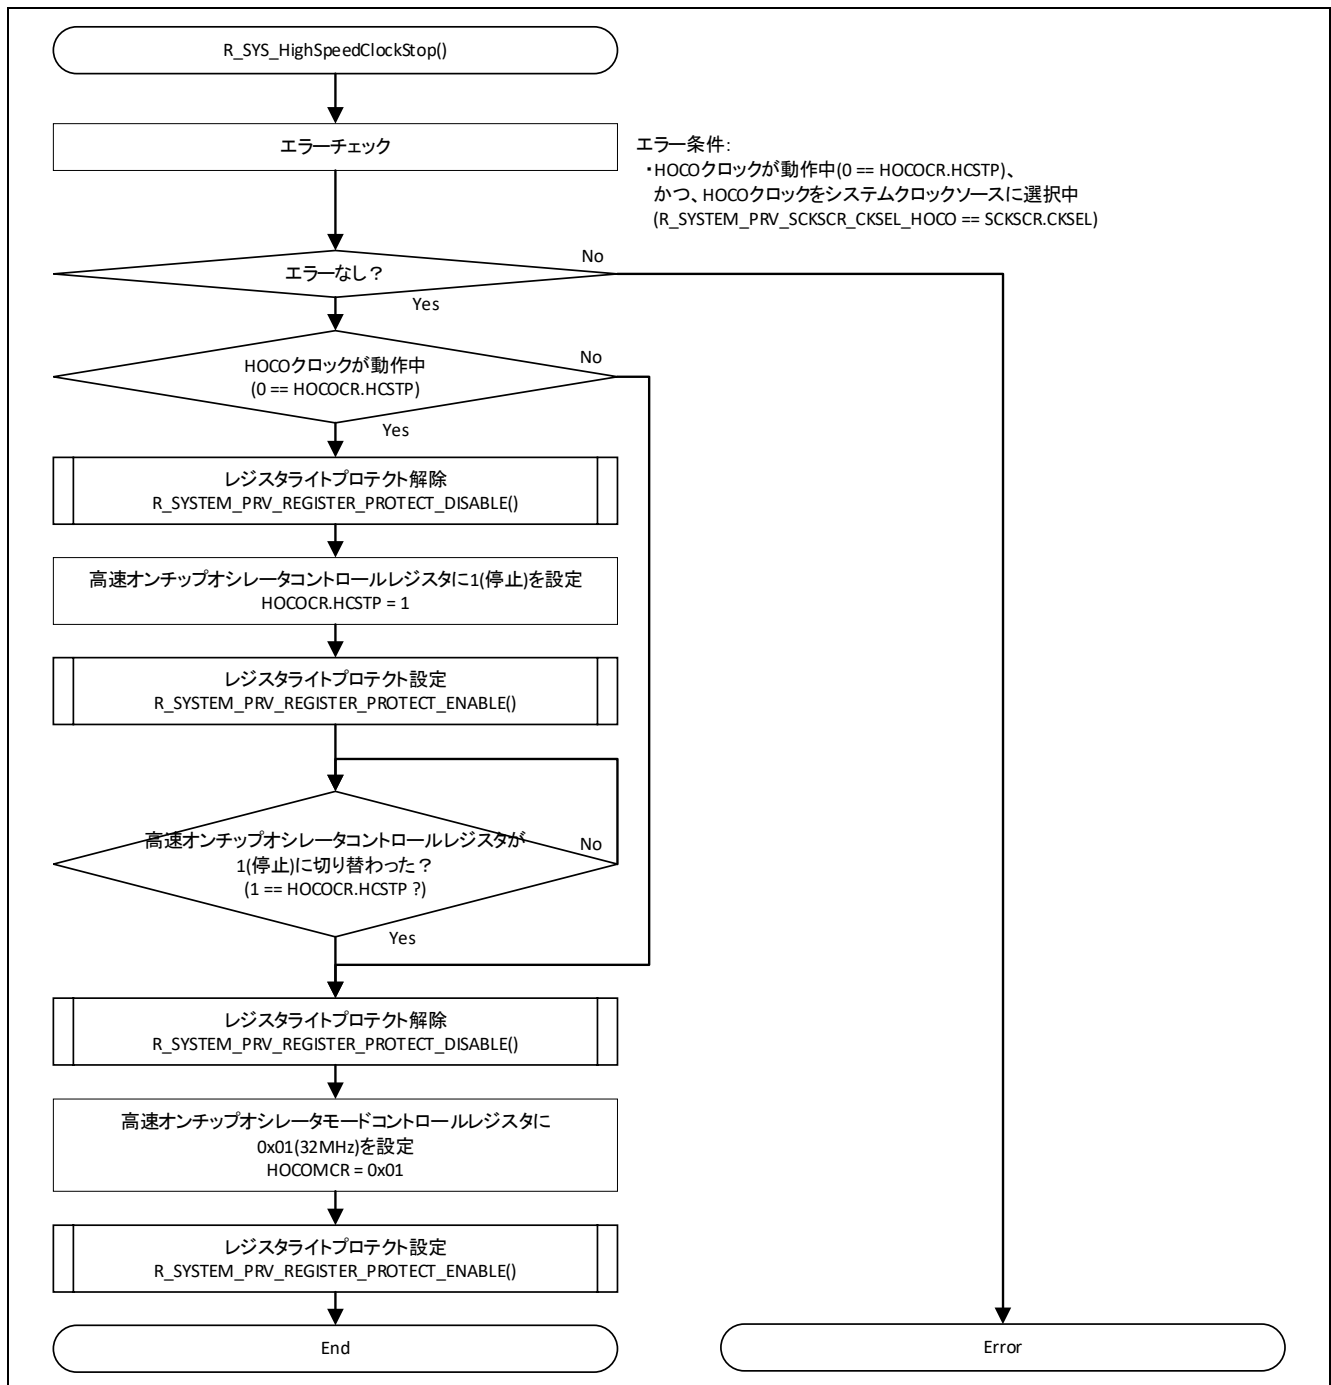 R_SYS_HighSpeedClockStop()
エラーチェック
エラー条件:
・HOCOクロックが動作中(0 == HOCOCR.HCSTP)、
かつ、HOCOクロックをシステムクロックソースに選択中
(R_SYSTEM_PRV_SCKSCR_CKSEL_HOCO == SCKSCR.CKSEL)
エラーなし？
No
Yes
HOCOクロックが動作中
(0 == HOCOCR.HCSTP)
No
Yes
レジスタライトプロテクト解除
R_SYSTEM_PRV_REGISTER_PROTECT_DISABLE()
高速オンチップオシレータコントロールレジスタに1(停止)を設定
HOCOCR.HCSTP = 1
レジスタライトプロテクト設定
R_SYSTEM_PRV_REGISTER_PROTECT_ENABLE()
高速オンチップオシレータコントロールレジスタが
1(停止)に切り替わった？
(1 == HOCOCR.HCSTP ?)
No
Yes
レジスタライトプロテクト解除
R_SYSTEM_PRV_REGISTER_PROTECT_DISABLE()
高速オンチップオシレータモードコントロールレジスタに
0x01(32MHz)を設定
HOCOMCR = 0x01
レジスタライトプロテクト設定
R_SYSTEM_PRV_REGISTER_PROTECT_ENABLE()
End
Error